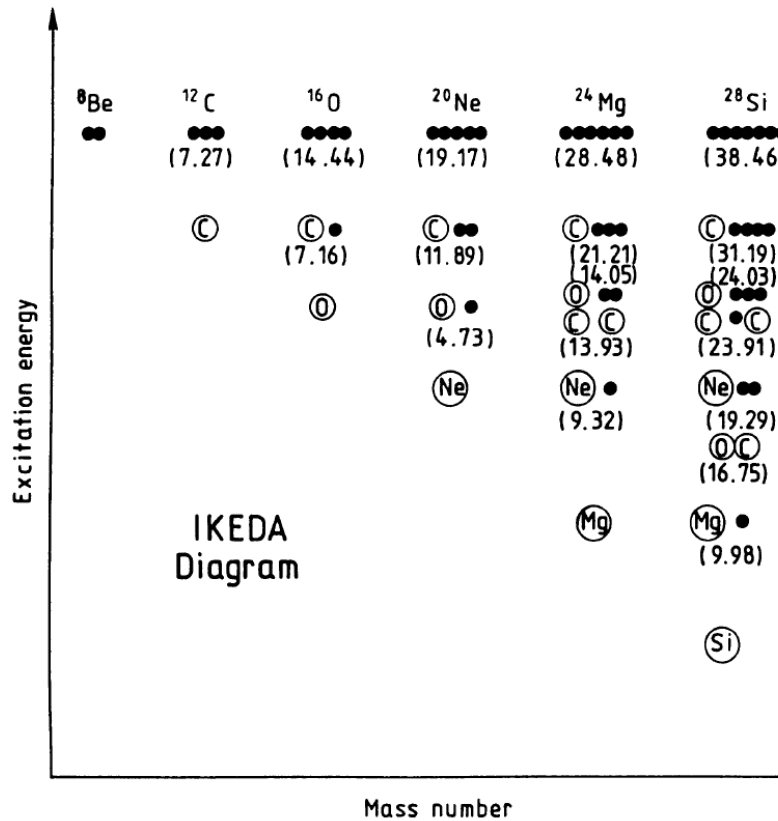 ⁸Be ¹²C ¹⁶O ²⁰Ne ²⁴Mg ²⁸Si
(7.27) (14.44) (19.17) (28.48) (38.46
C C C C C
(7.16) (11.89) (21.21) (31.19)
(14.05) (24.03)
O O O O
C C C C
(4.73) (13.93) (23.91)
Ne Ne Ne
(9.32) (19.29)
O C
(16.75)
Mg Mg
(9.98)
Si
IKEDA
Diagram
Excitation energy
Mass number